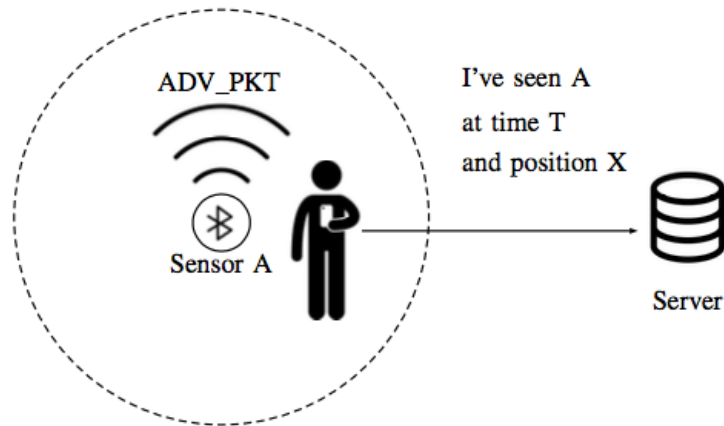 ADV_PKT
Sensor A
I've seen A
at time T
and position X
Server